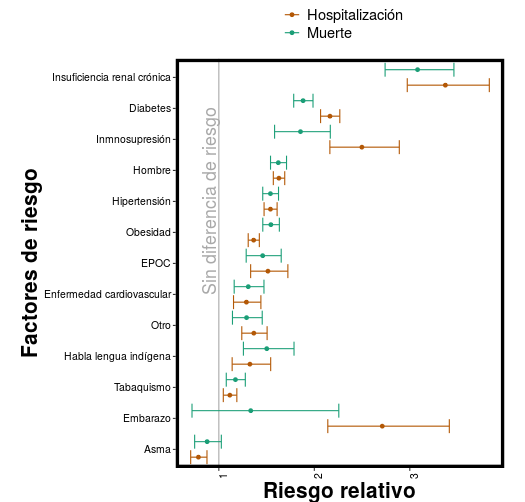 Hospitalización
Muerte
Factores de riesgo
Insuficiencia renal crónica
Diabetes
Inmnosupresión
Hombre
Hipertensión
Obesidad
EPOC
Enfermedad cardiovascular
Otro
Habla lengua indígena
Tabaquismo
Embarazo
Asma
Sin diferencia de riesgo
1
2
3
Riesgo relativo